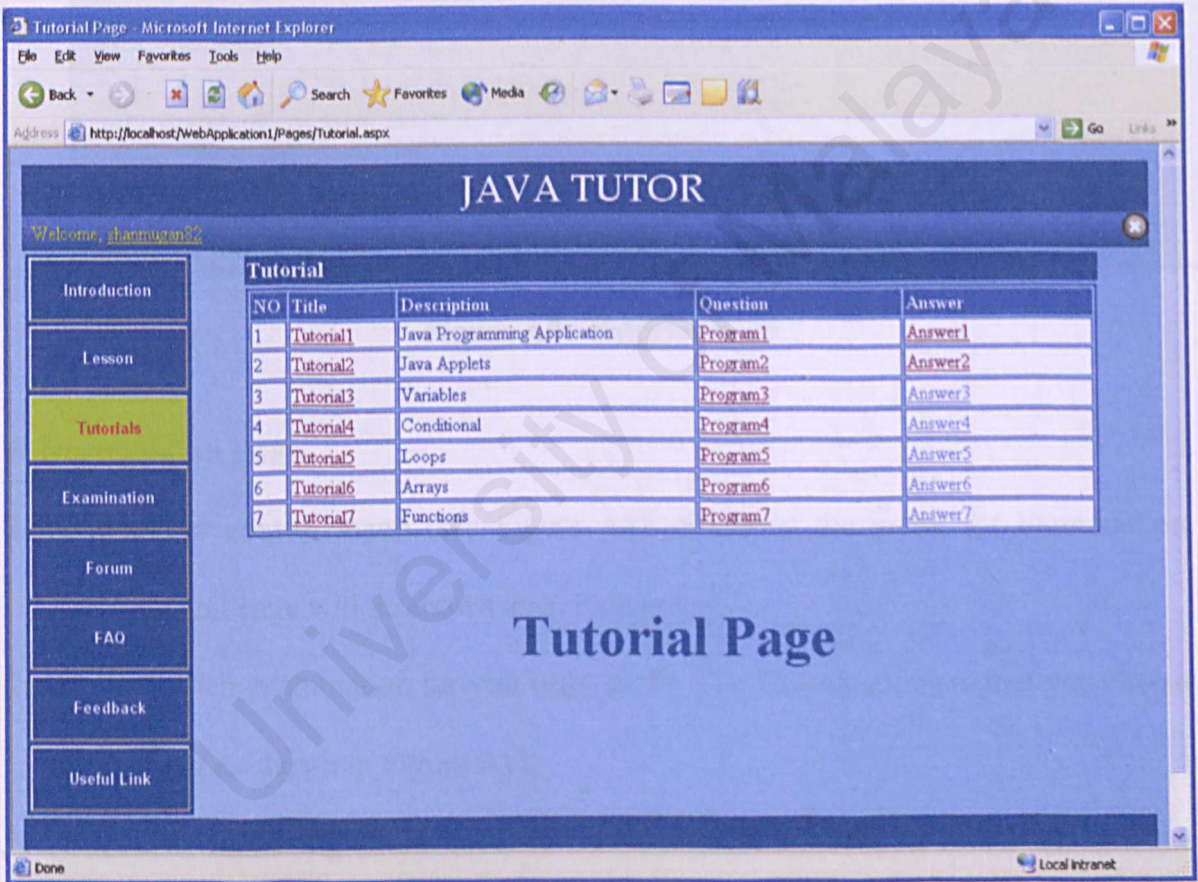 Tutorial Page - Microsoft Internet Explorer
File Edit View Favorites Tools Help
Back Search Favorites Media
Address http://localhost/WebApplication1/Pages/Tutorial.aspx Go Links »
JAVA TUTOR
Welcome, shanmugan82
Introduction
Lesson
Tutorials
Examination
Forum
FAQ
Feedback
Useful Link
Tutorial
NO Title Description Question Answer
1 Tutorial1 Java Programming Application Program1 Answer1
2 Tutorial2 Java Applets Program2 Answer2
3 Tutorial3 Variables Program3 Answer3
4 Tutorial4 Conditional Program4 Answer4
5 Tutorial5 Loops Program5 Answer5
6 Tutorial6 Arrays Program6 Answer6
7 Tutorial7 Functions Program7 Answer7
Tutorial Page
Done Local intranet
University of Malaya